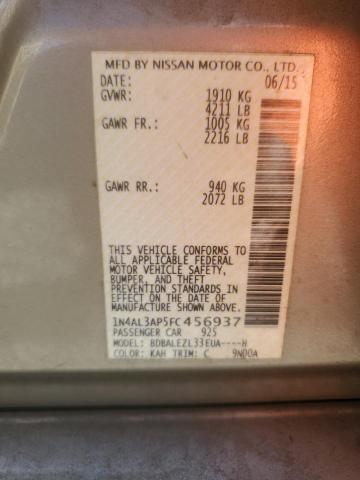 MFD BY NISSAN MOTOR CO., LTD.
DATE: 06/15
GVWR: 1910 KG
4211 LB
GAWR FR.: 1005 KG
2216 LB
GAWR RR.: 940 KG
2072 LB
THIS VEHICLE CONFORMS TO
ALL APPLICABLE FEDERAL
MOTOR VEHICLE SAFETY,
BUMPER, AND THEFT
PREVENTION STANDARDS IN
EFFECT ON THE DATE OF
MANUFACTURE SHOWN ABOVE.
1N4AL3AP5FC456937
PASSENGER CAR 925
MODEL: BDBALEZL33EUA----H
COLOR: KAH TRIM: C 9N00A